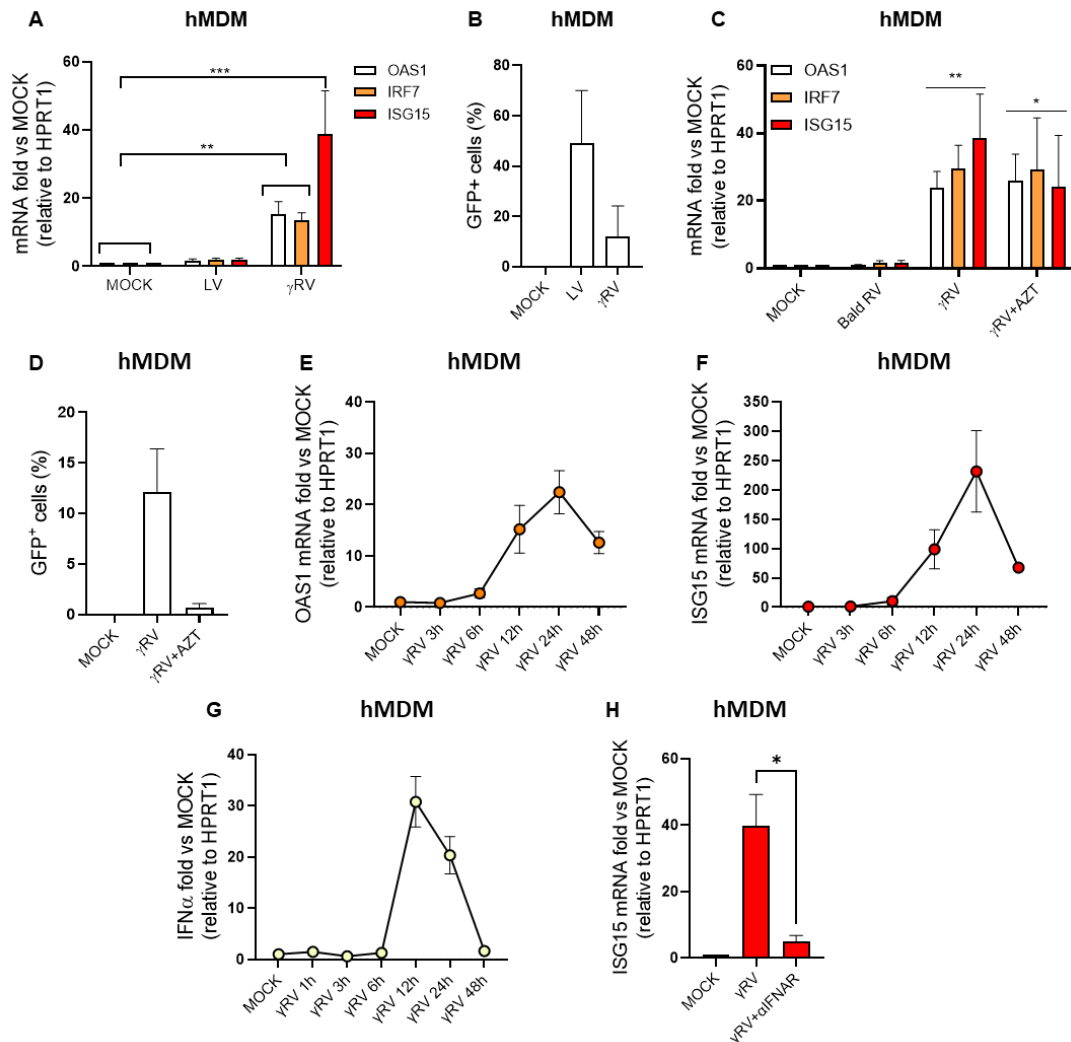 A
hMDM
mRNA fold vs MOCK
(relative to HPRT1)
60
40
20
0
***
**
OAS1
IRF7
ISG15
MOCK
LV
γRV
B
hMDM
GFP+ cells (%)
80
60
40
20
0
MOCK
LV
γRV
C
hMDM
mRNA fold vs MOCK
(relative to HPRT1)
60
40
20
0
OAS1
IRF7
ISG15
**
*
MOCK
Bald RV
γRV
γRV+AZT
D
hMDM
GFP⁺ cells (%)
20
15
10
5
0
MOCK
γRV
γRV+AZT
E
hMDM
OAS1 mRNA fold vs MOCK
(relative to HPRT1)
40
30
20
10
0
MOCK
γRV 3h
γRV 6h
γRV 12h
γRV 24h
γRV 48h
F
hMDM
ISG15 mRNA fold vs MOCK
(relative to HPRT1)
350
300
250
200
150
100
50
0
MOCK
γRV 3h
γRV 6h
γRV 12h
γRV 24h
γRV 48h
G
hMDM
IFNα fold vs MOCK
(relative to HPRT1)
40
30
20
10
0
MOCK
γRV 1h
γRV 3h
γRV 6h
γRV 12h
γRV 24h
γRV 48h
H
hMDM
ISG15 mRNA fold vs MOCK
(relative to HPRT1)
60
40
20
0
*
MOCK
γRV
γRV+αIFNAR